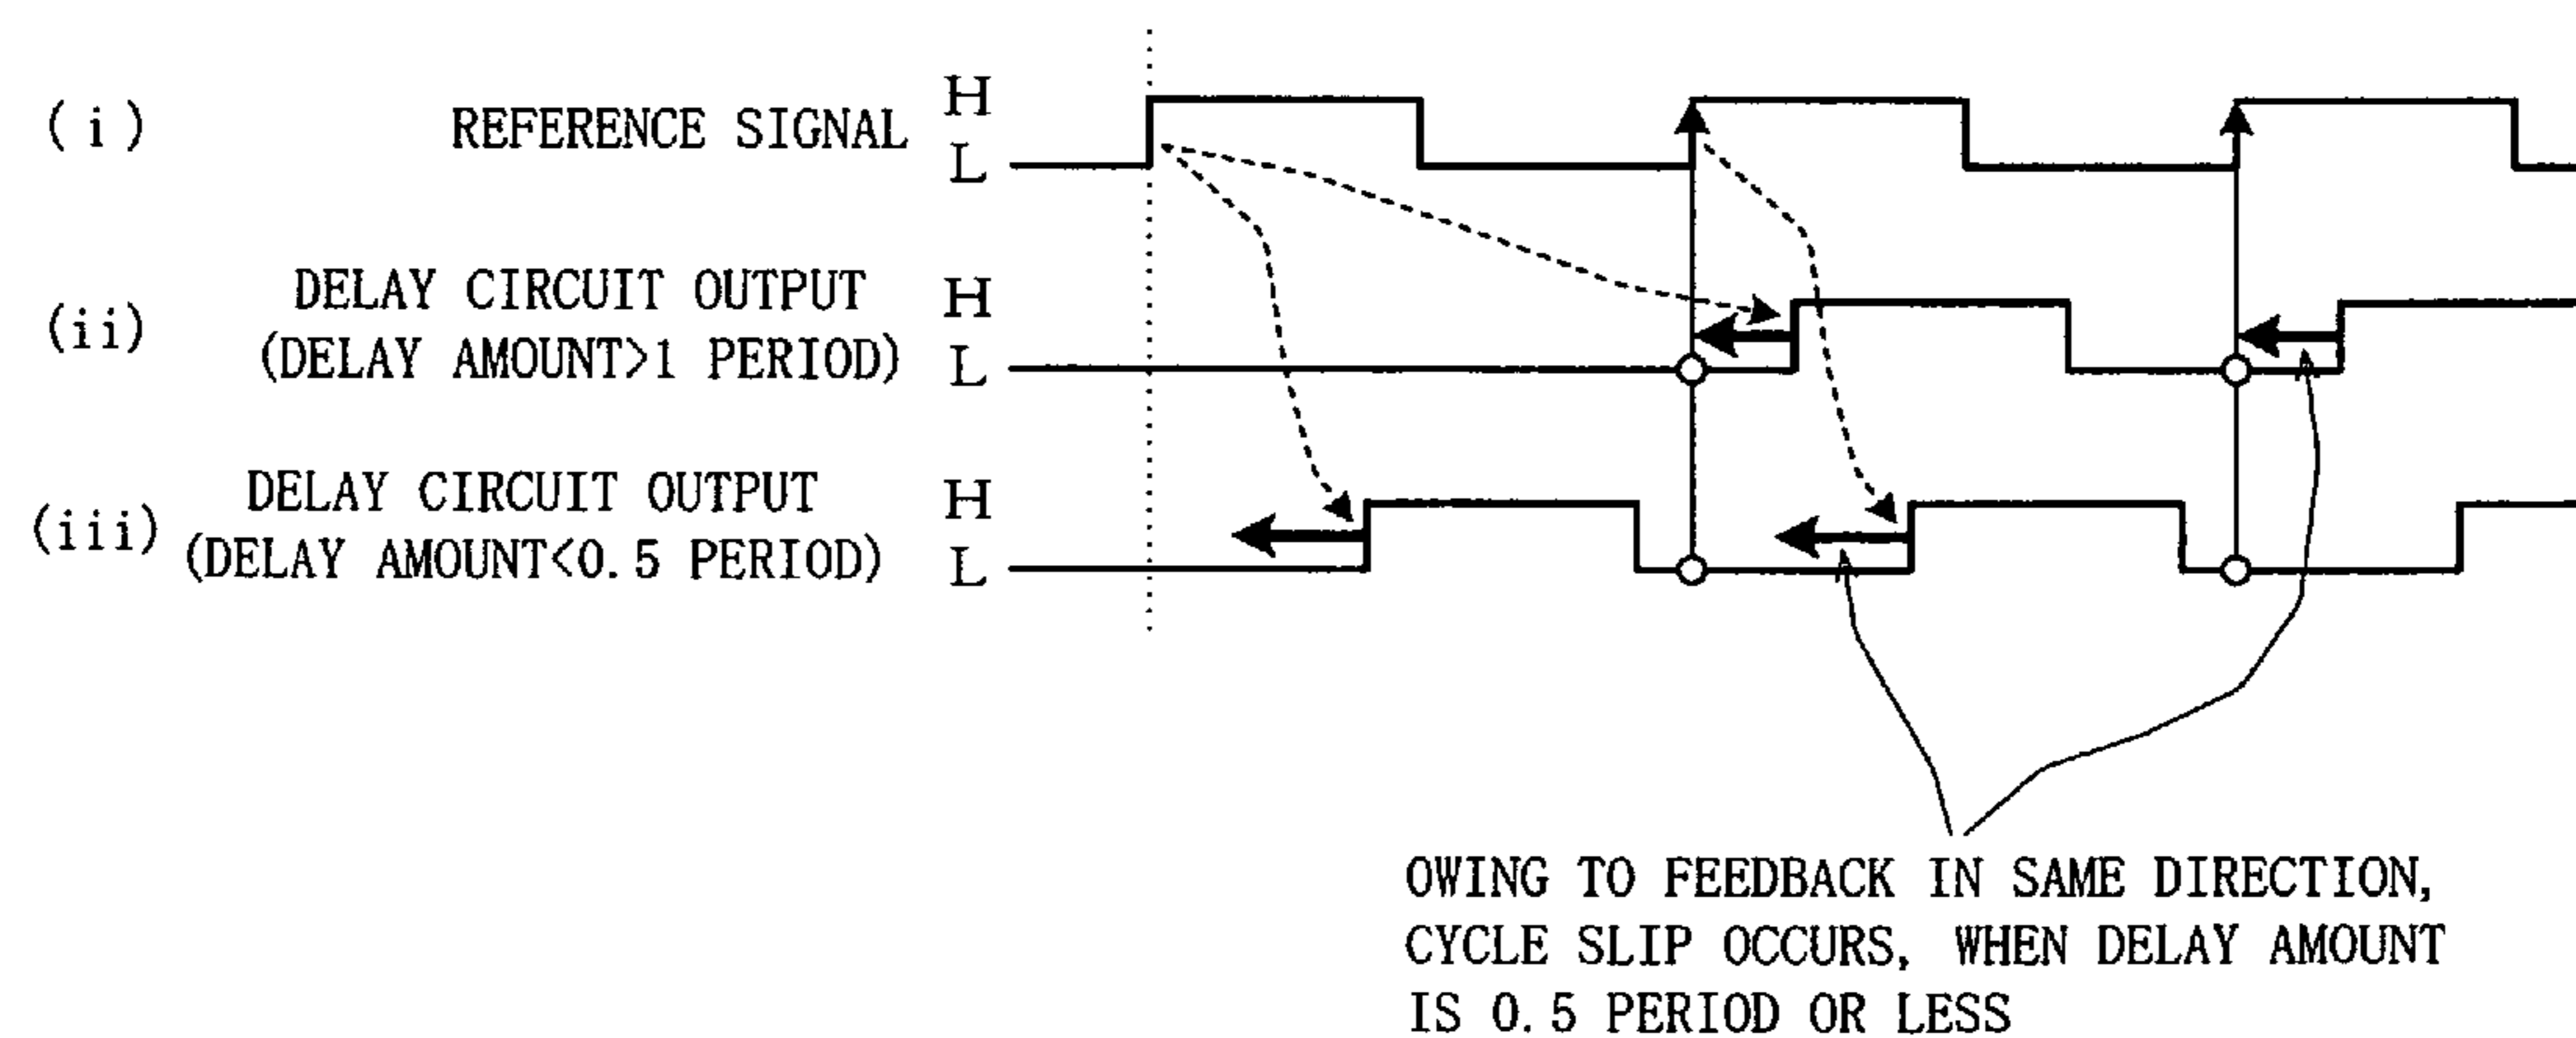 (i) REFERENCE SIGNAL H
L
(ii) DELAY CIRCUIT OUTPUT H
(DELAY AMOUNT>1 PERIOD) L
(iii) DELAY CIRCUIT OUTPUT H
(DELAY AMOUNT<0.5 PERIOD) L
OWING TO FEEDBACK IN SAME DIRECTION,
CYCLE SLIP OCCURS, WHEN DELAY AMOUNT
IS 0.5 PERIOD OR LESS